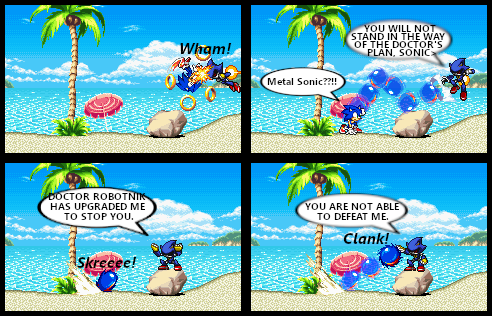 Wham!
YOU WILL NOT
STAND IN THE WAY
OF THE DOCTOR'S
PLAN, SONIC
Metal Sonic??!!
DOCTOR ROBOTNIK
HAS UPGRADED ME
TO STOP YOU.
Skreeee!
YOU ARE NOT ABLE
TO DEFEAT ME.
Clank!